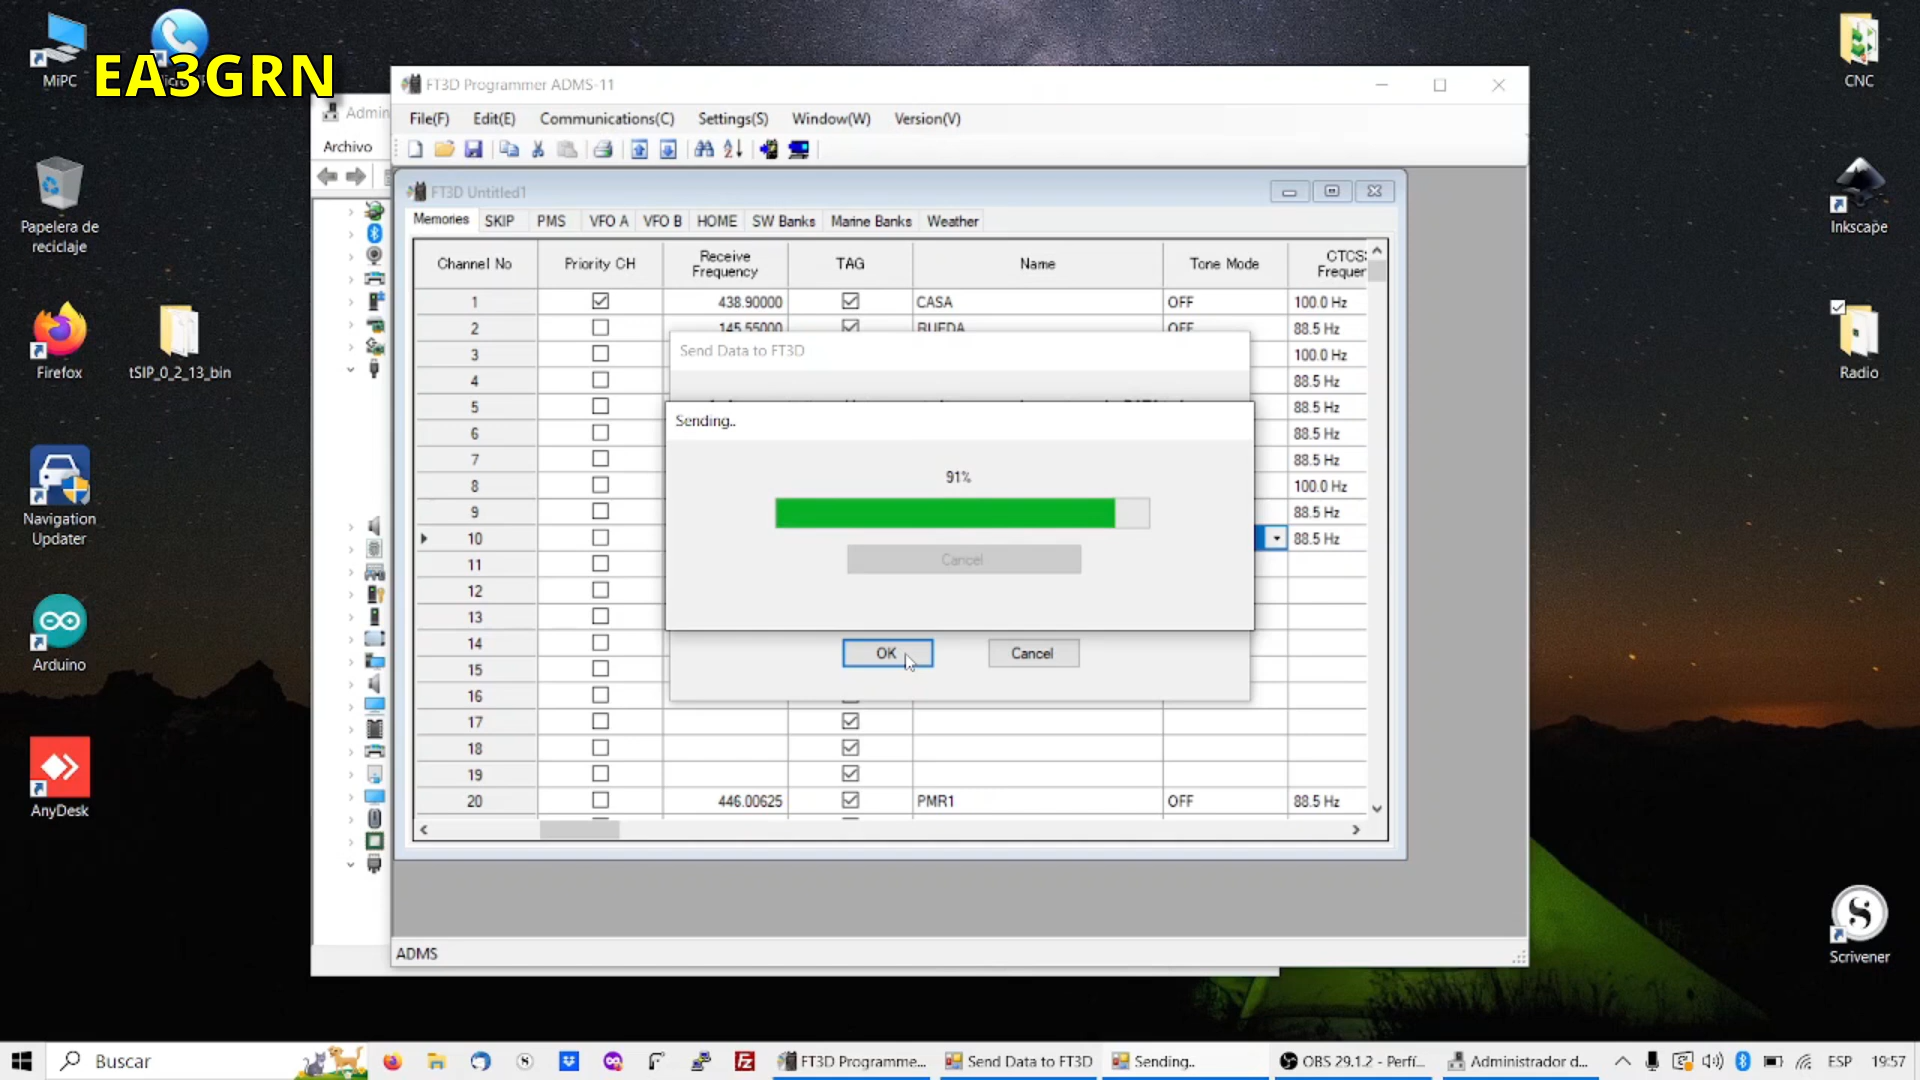 EA3GRN
MiPC
Papelera de
reciclaje
Firefox
tSIP_0_2_13_bin
Navigation
Updater
Arduino
AnyDesk
CNC
Inkscape
Radio
Scrivener
Admin
Archivo
FT3D Programmer ADMS-11
File(F) Edit(E) Communications(C) Settings(S) Window(W) Version(V)
FT3D Untitled1
Memories SKIP PMS VFO A VFO B HOME SW Banks Marine Banks Weather
Channel No Priority CH Receive Frequency TAG Name Tone Mode CTCS Frequer
1 438.90000 CASA OFF 100.0 Hz
2 145.55000 RUEDA OFF 88.5 Hz
3 100.0 Hz
4 88.5 Hz
5 88.5 Hz
6 88.5 Hz
7 88.5 Hz
8 100.0 Hz
9 88.5 Hz
10 88.5 Hz
11
12
13
14
15
16
17
18
19
20 446.00625 PMR1 OFF 88.5 Hz
Send Data to FT3D
Sending..
91%
Cancel
OK Cancel
ADMS
Buscar
FT3D Programme...
Send Data to FT3D
Sending..
OBS 29.1.2 - Perfi...
Administrador d...
ESP
19:57